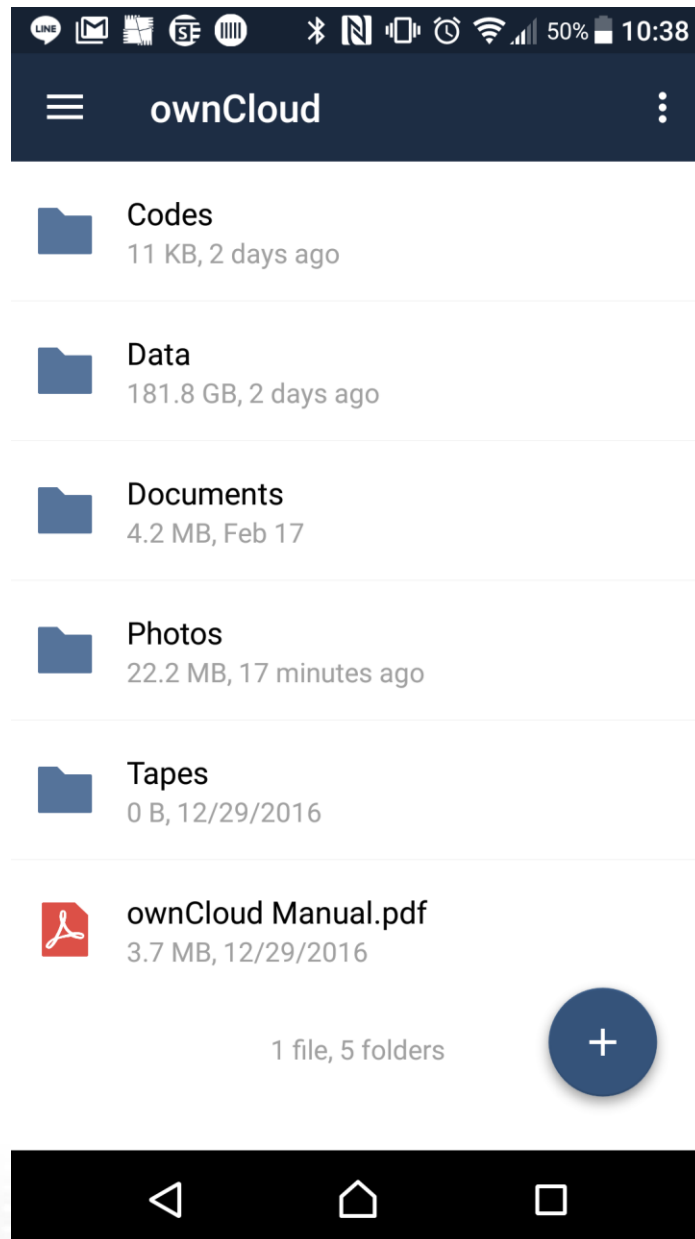 LINE 50% 10:38
ownCloud
Codes
11 KB, 2 days ago
Data
181.8 GB, 2 days ago
Documents
4.2 MB, Feb 17
Photos
22.2 MB, 17 minutes ago
Tapes
0 B, 12/29/2016
ownCloud Manual.pdf
3.7 MB, 12/29/2016
1 file, 5 folders